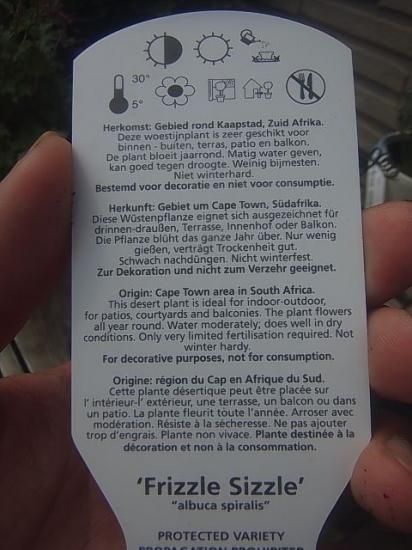 30°
5°
Herkomst: Gebied rond Kaapstad, Zuid Afrika.
Deze woestijnplant is zeer geschikt voor
binnen - buiten, terras, patio en balkon.
De plant bloeit jaarrond. Matig water geven,
kan goed tegen droogte. Weinig bijmesten.
Niet winterhard.
Bestemd voor decoratie en niet voor consumptie.
Herkunft: Gebiet um Cape Town, Südafrika.
Diese Wüstenpflanze eignet sich ausgezeichnet für
drinnen-draußen, Terrasse, Innenhof oder Balkon.
Die Pflanze blüht das ganze Jahr über. Nur wenig
gießen, verträgt Trockenheit gut.
Schwach nachdüngen. Nicht winterfest.
Zur Dekoration und nicht zum Verzehr geeignet.
Origin: Cape Town area in South Africa.
This desert plant is ideal for indoor-outdoor,
for patios, courtyards and balconies. The plant flowers
all year round. Water moderately; does well in dry
conditions. Only very limited fertilisation required. Not
winter hardy.
For decorative purposes, not for consumption.
Origine: région du Cap en Afrique du Sud.
Cette plante désertique peut être placée sur
l' intérieur-l' extérieur, une terrasse, un balcon ou dans
un patio. La plante fleurit toute l'année. Arroser avec
modération. Résiste à la sécheresse. Ne pas ajouter
trop d'engrais. Plante non vivace. Plante destinée à la
décoration et non à la consommation.
'Frizzle Sizzle'
"albuca spiralis"
PROTECTED VARIETY
PROPAGATION PROHIBITED